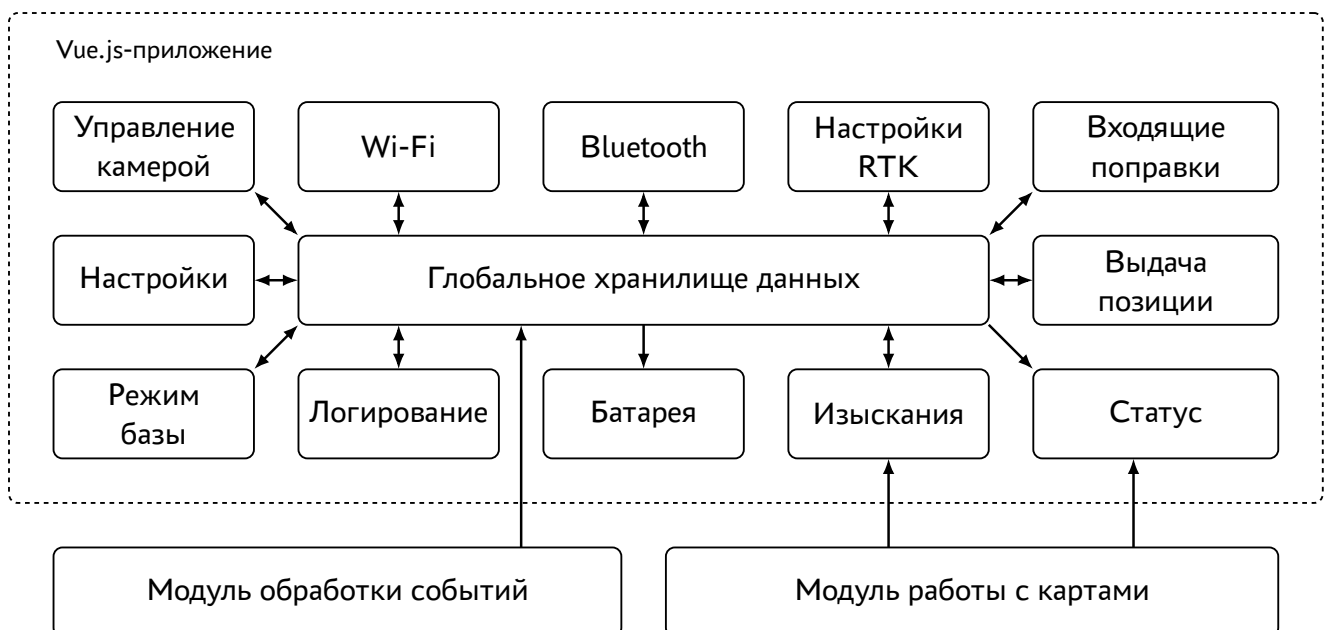 Vue.js-приложение
Управление
камерой
Wi-Fi
Bluetooth
Настройки
RTK
Входящие
поправки
Настройки
Глобальное хранилище данных
Выдача
позиции
Режим
базы
Логирование
Батарея
Изыскания
Статус
Модуль обработки событий
Модуль работы с картами